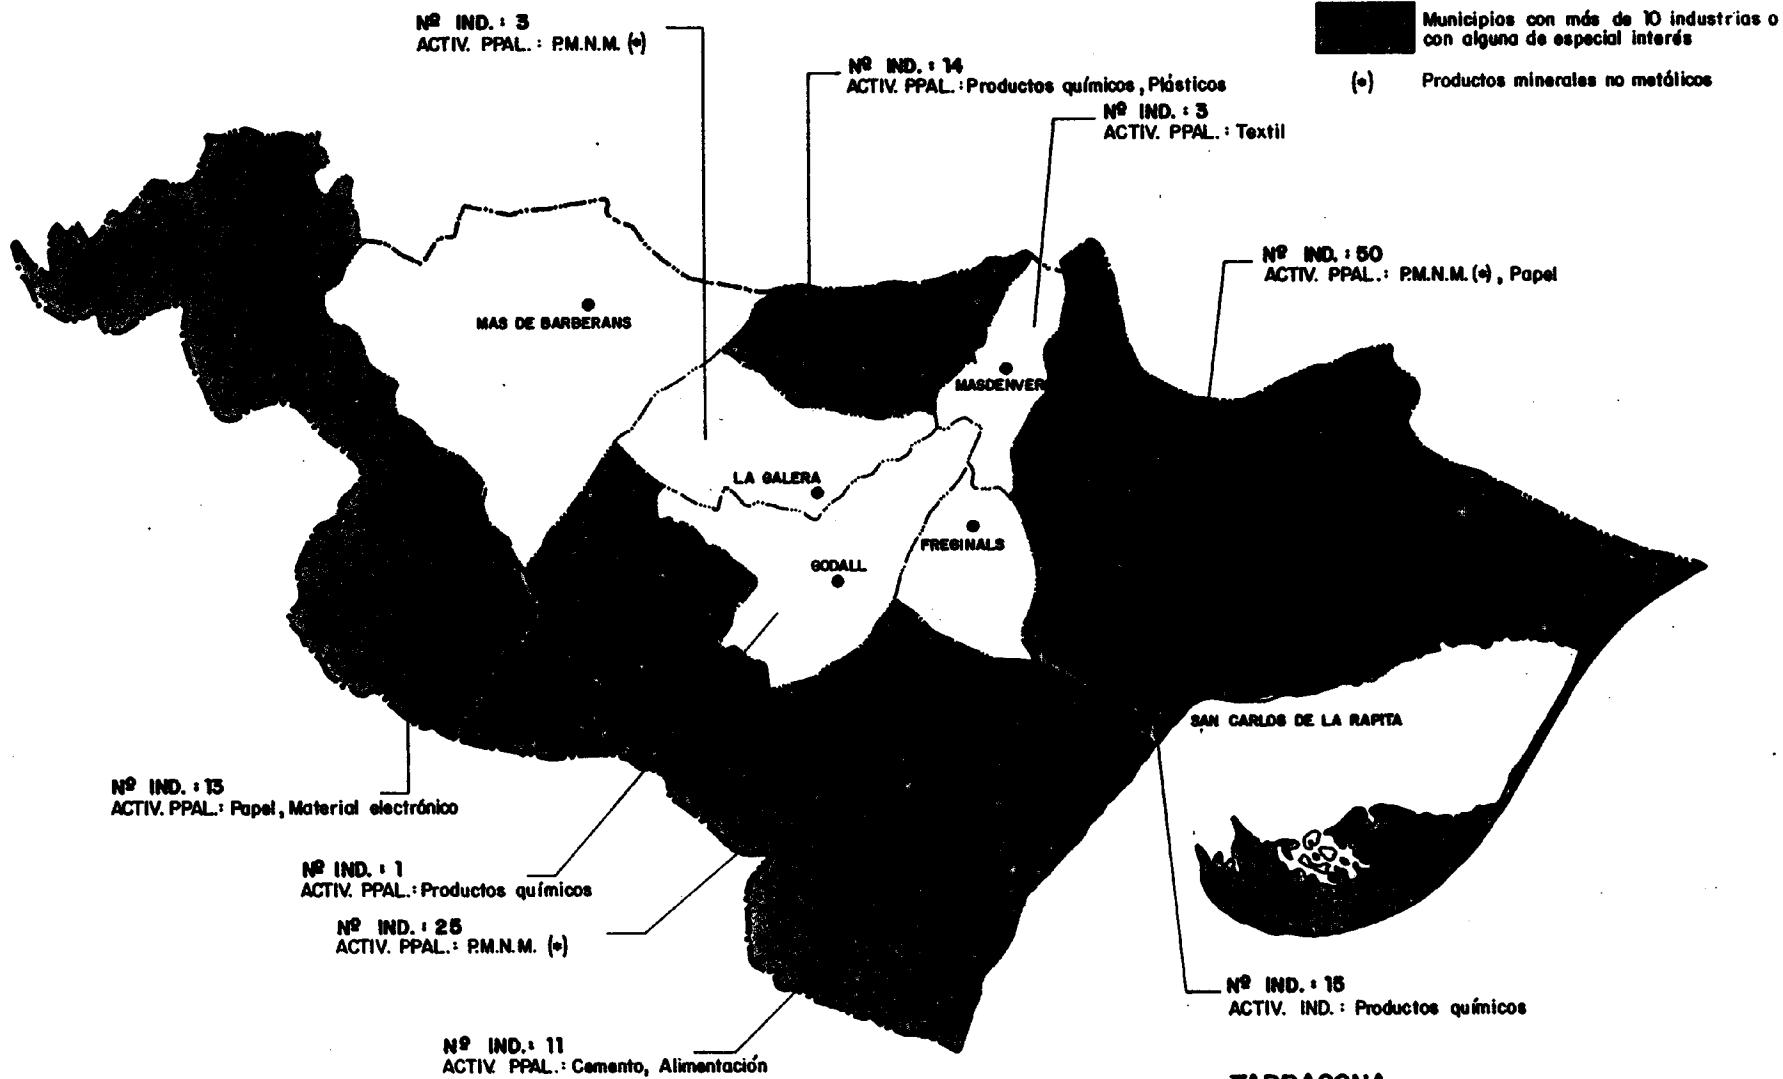 Nº IND. : 3
ACTIV. PPAL. : P.M.N.M. (*)
Municipios con más de 10 industrias o
con alguna de especial interés
(*) Productos minerales no metálicos
Nº IND. : 14
ACTIV. PPAL. : Productos químicos, Plásticos
Nº IND. : 3
ACTIV. PPAL. : Textil
Nº IND. : 50
ACTIV. PPAL. : P.M.N.M. (*), Papel
MAS DE BARBERANS
MASDENVER
LA GALERA
FREGINALS
GODALL
SAN CARLOS DE LA RAPITA
Nº IND. : 13
ACTIV. PPAL. : Papel, Material electrónico
Nº IND. : 1
ACTIV. PPAL. : Productos químicos
Nº IND. : 25
ACTIV. PPAL. : P.M.N.M. (*)
Nº IND. : 15
ACTIV. IND. : Productos químicos
Nº IND. : 11
ACTIV. PPAL. : Cemento, Alimentación
TARRAGONA